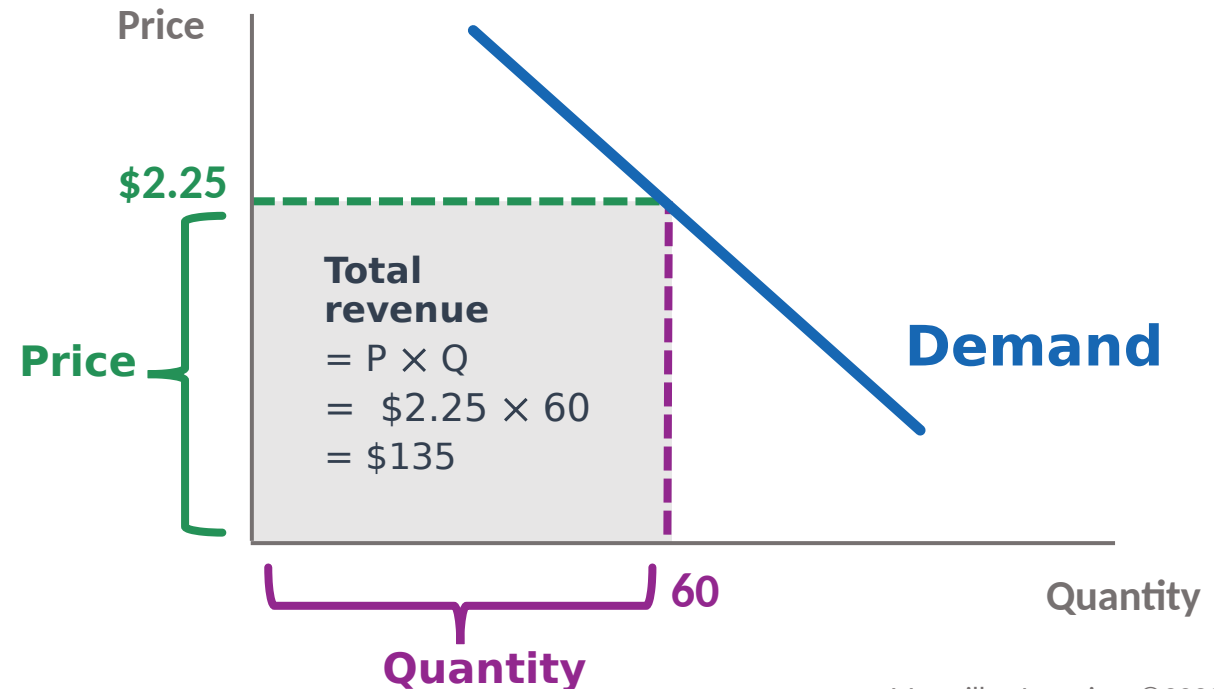 Price
$2.25
Total
revenue
= P × Q
= $2.25 × 60
= $135
Price
Demand
60
Quantity
Quantity